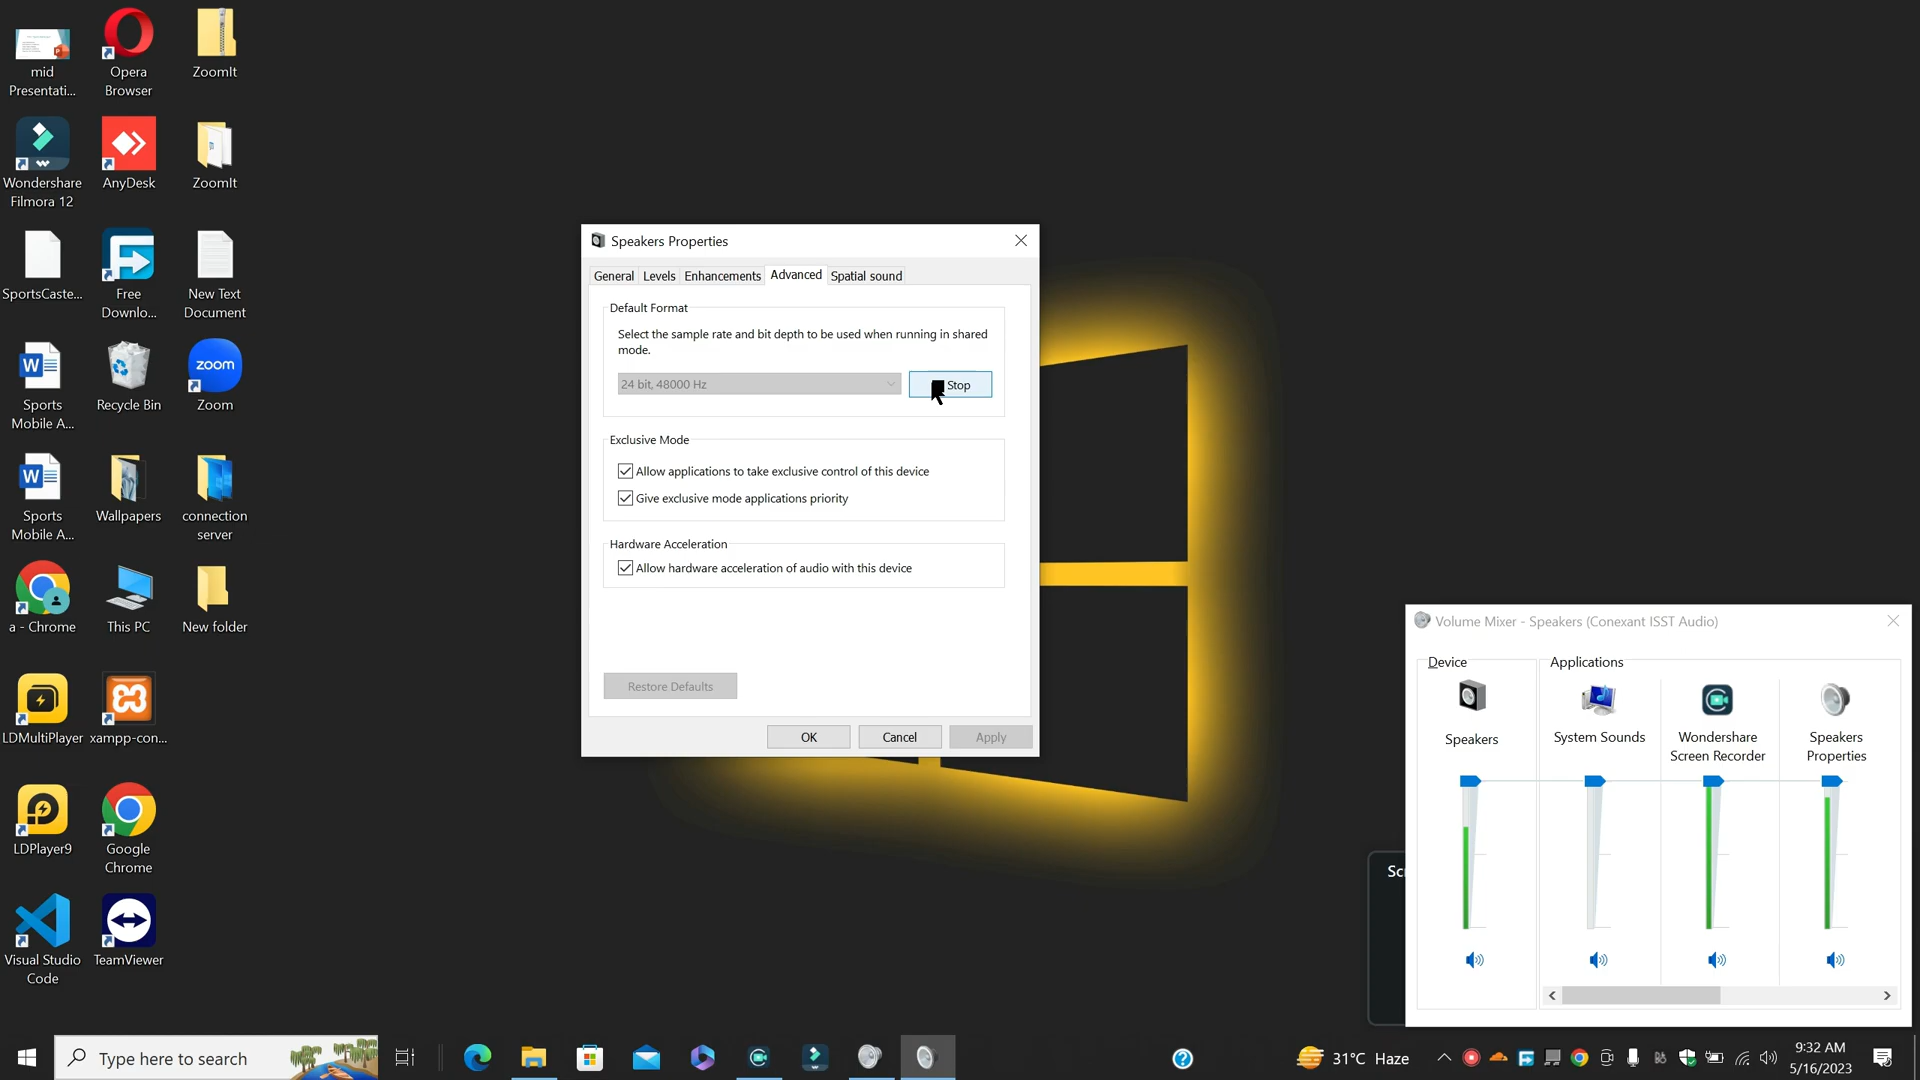 mid
Presentati...
Opera
Browser
ZoomIt
Wondershare
Filmora 12
AnyDesk
ZoomIt
SportsCaste...
Free
Downlo...
New Text
Document
Sports
Mobile A...
Recycle Bin
zoom
Zoom
Sports
Mobile A...
Wallpapers
connection
server
a - Chrome
This PC
New folder
LDMultiPlayer
xampp-con...
LDPlayer9
Google
Chrome
Visual Studio
Code
TeamViewer
Speakers Properties
General
Levels
Enhancements
Advanced
Spatial sound
Default Format
Select the sample rate and bit depth to be used when running in shared
mode.
24 bit, 48000 Hz
Stop
Exclusive Mode
Allow applications to take exclusive control of this device
Give exclusive mode applications priority
Hardware Acceleration
Allow hardware acceleration of audio with this device
Restore Defaults
OK
Cancel
Apply
Volume Mixer - Speakers (Conexant ISST Audio)
Device
Applications
Speakers
System Sounds
Wondershare
Screen Recorder
Speakers
Properties
Type here to search
31°C Haze
9:32 AM
5/16/2023